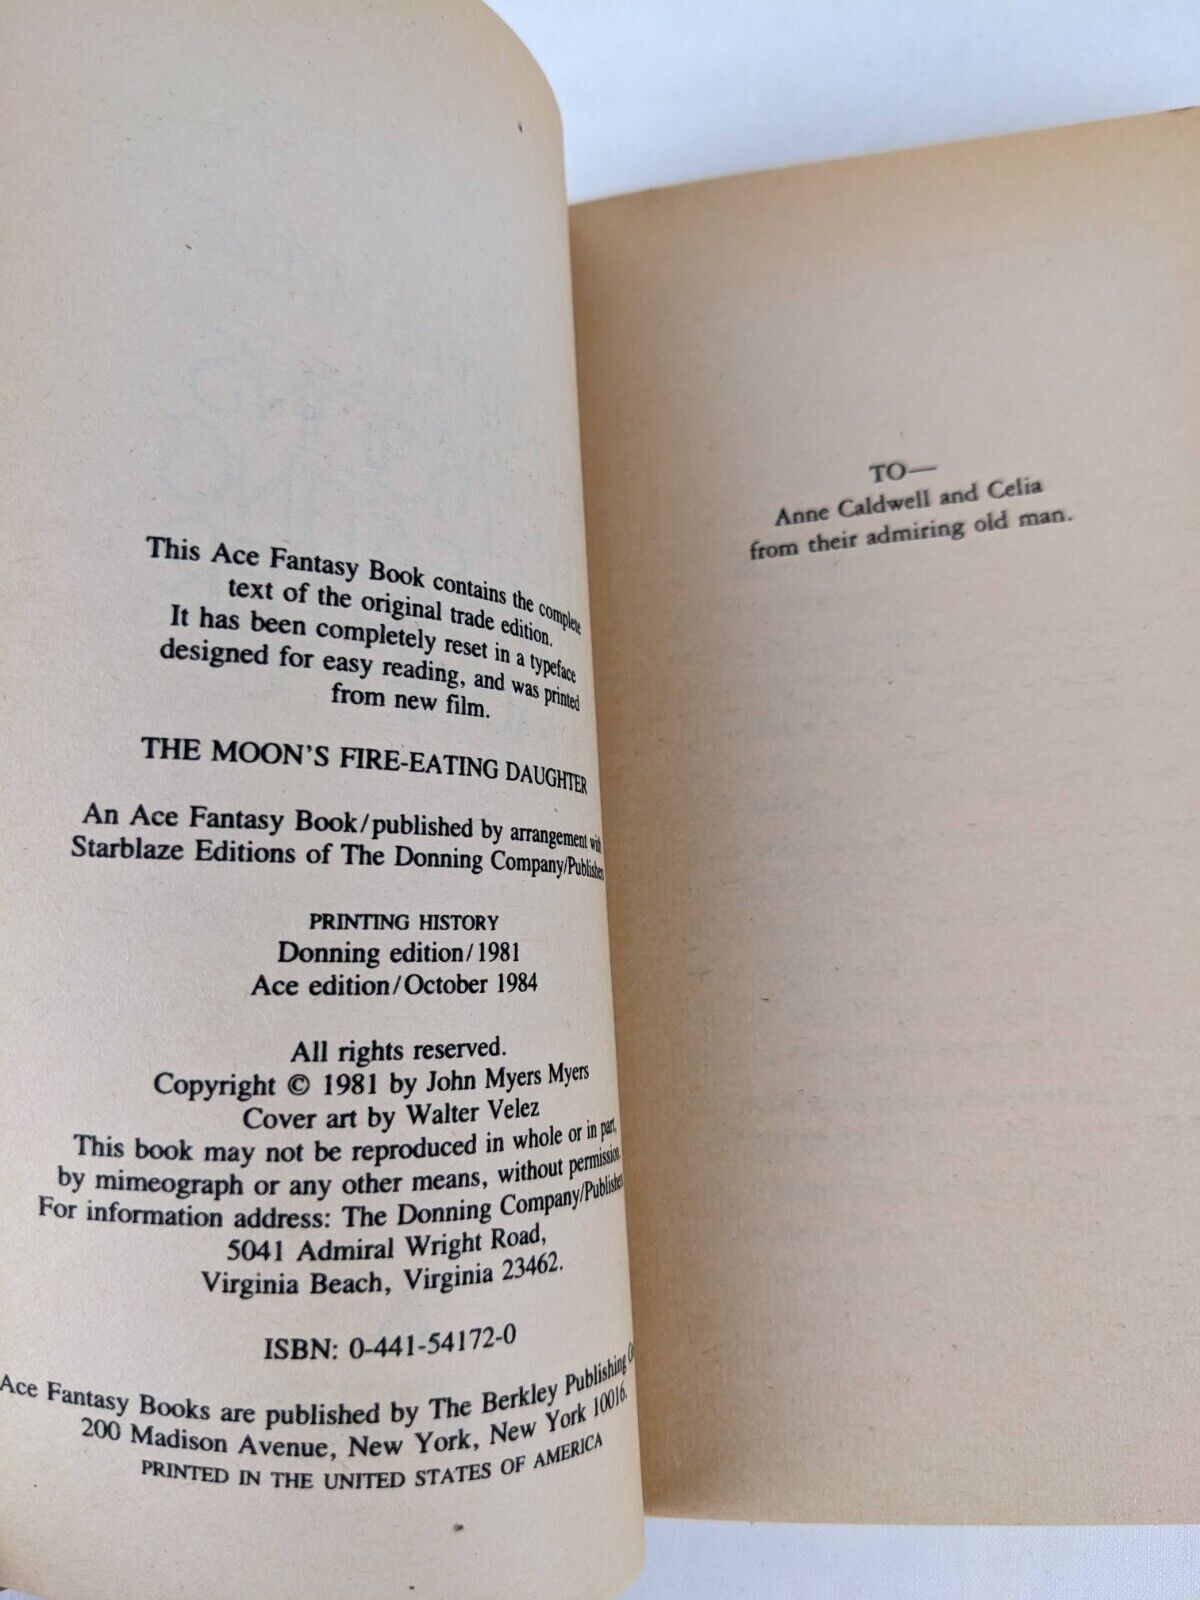 This Ace Fantasy Book contains the complete
text of the original trade edition.
It has been completely reset in a typeface
designed for easy reading, and was printed
from new film.
THE MOON'S FIRE-EATING DAUGHTER
An Ace Fantasy Book/published by arrangement with
Starblaze Editions of The Donning Company/Publishers
PRINTING HISTORY
Donning edition/1981
Ace edition/October 1984
All rights reserved.
Copyright © 1981 by John Myers Myers
Cover art by Walter Velez
This book may not be reproduced in whole or in part,
by mimeograph or any other means, without permission.
For information address: The Donning Company/Publishers
5041 Admiral Wright Road,
Virginia Beach, Virginia 23462.
ISBN: 0-441-54172-0
Ace Fantasy Books are published by The Berkley Publishing
200 Madison Avenue, New York, New York 10016.
PRINTED IN THE UNITED STATES OF AMERICA
TO—
Anne Caldwell and Celia
from their admiring old man.